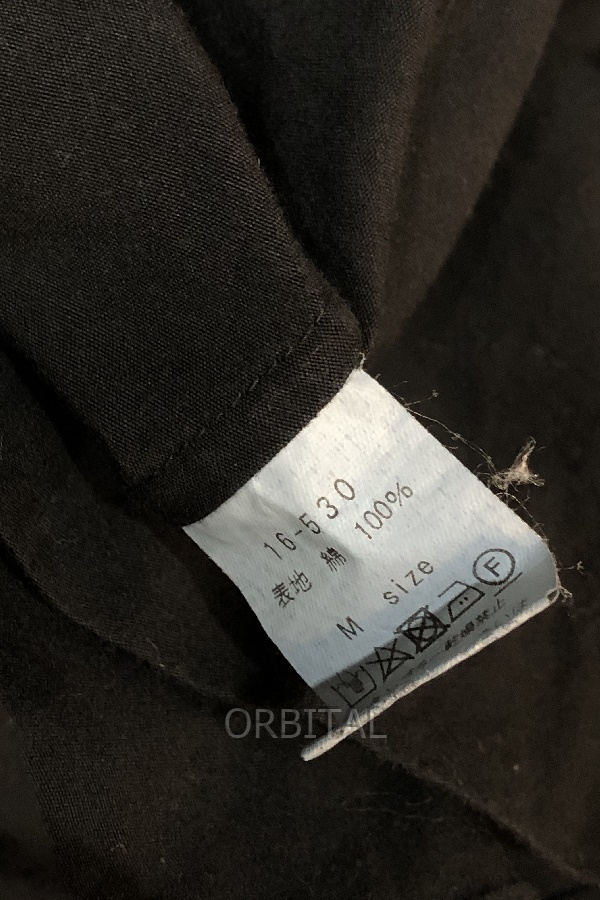 16-530
表地 綿 100%
M size
F
ORBITAL